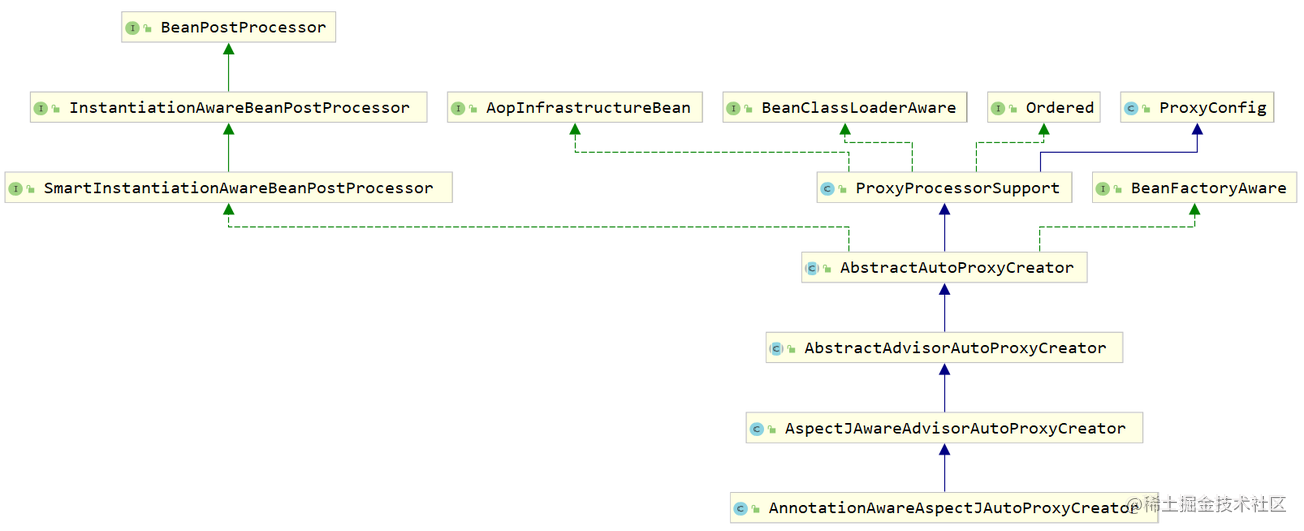 BeanPostProcessor
InstantiationAwareBeanPostProcessor
AopInfrastructureBean
BeanClassLoaderAware
Ordered
ProxyConfig
SmartInstantiationAwareBeanPostProcessor
ProxyProcessorSupport
BeanFactoryAware
AbstractAutoProxyCreator
AbstractAdvisorAutoProxyCreator
AspectJAwareAdvisorAutoProxyCreator
AnnotationAwareAspectJAutoProxyCreator
@稀土掘金技术社区